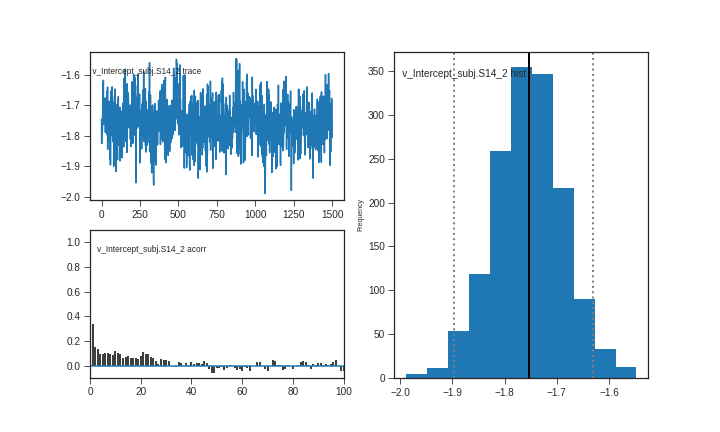 v_Intercept_subj.S14_2 trace
−1.6
−1.7
−1.8
−1.9
−2.0
0 250 500 750 1000 1250 1500
v_Intercept_subj.S14_2 acorr
1.0
0.8
0.6
0.4
0.2
0.0
0 20 40 60 80 100
v_Intercept_subj.S14_2 hist
Frequency
350
300
250
200
150
100
50
0
−2.0 −1.9 −1.8 −1.7 −1.6